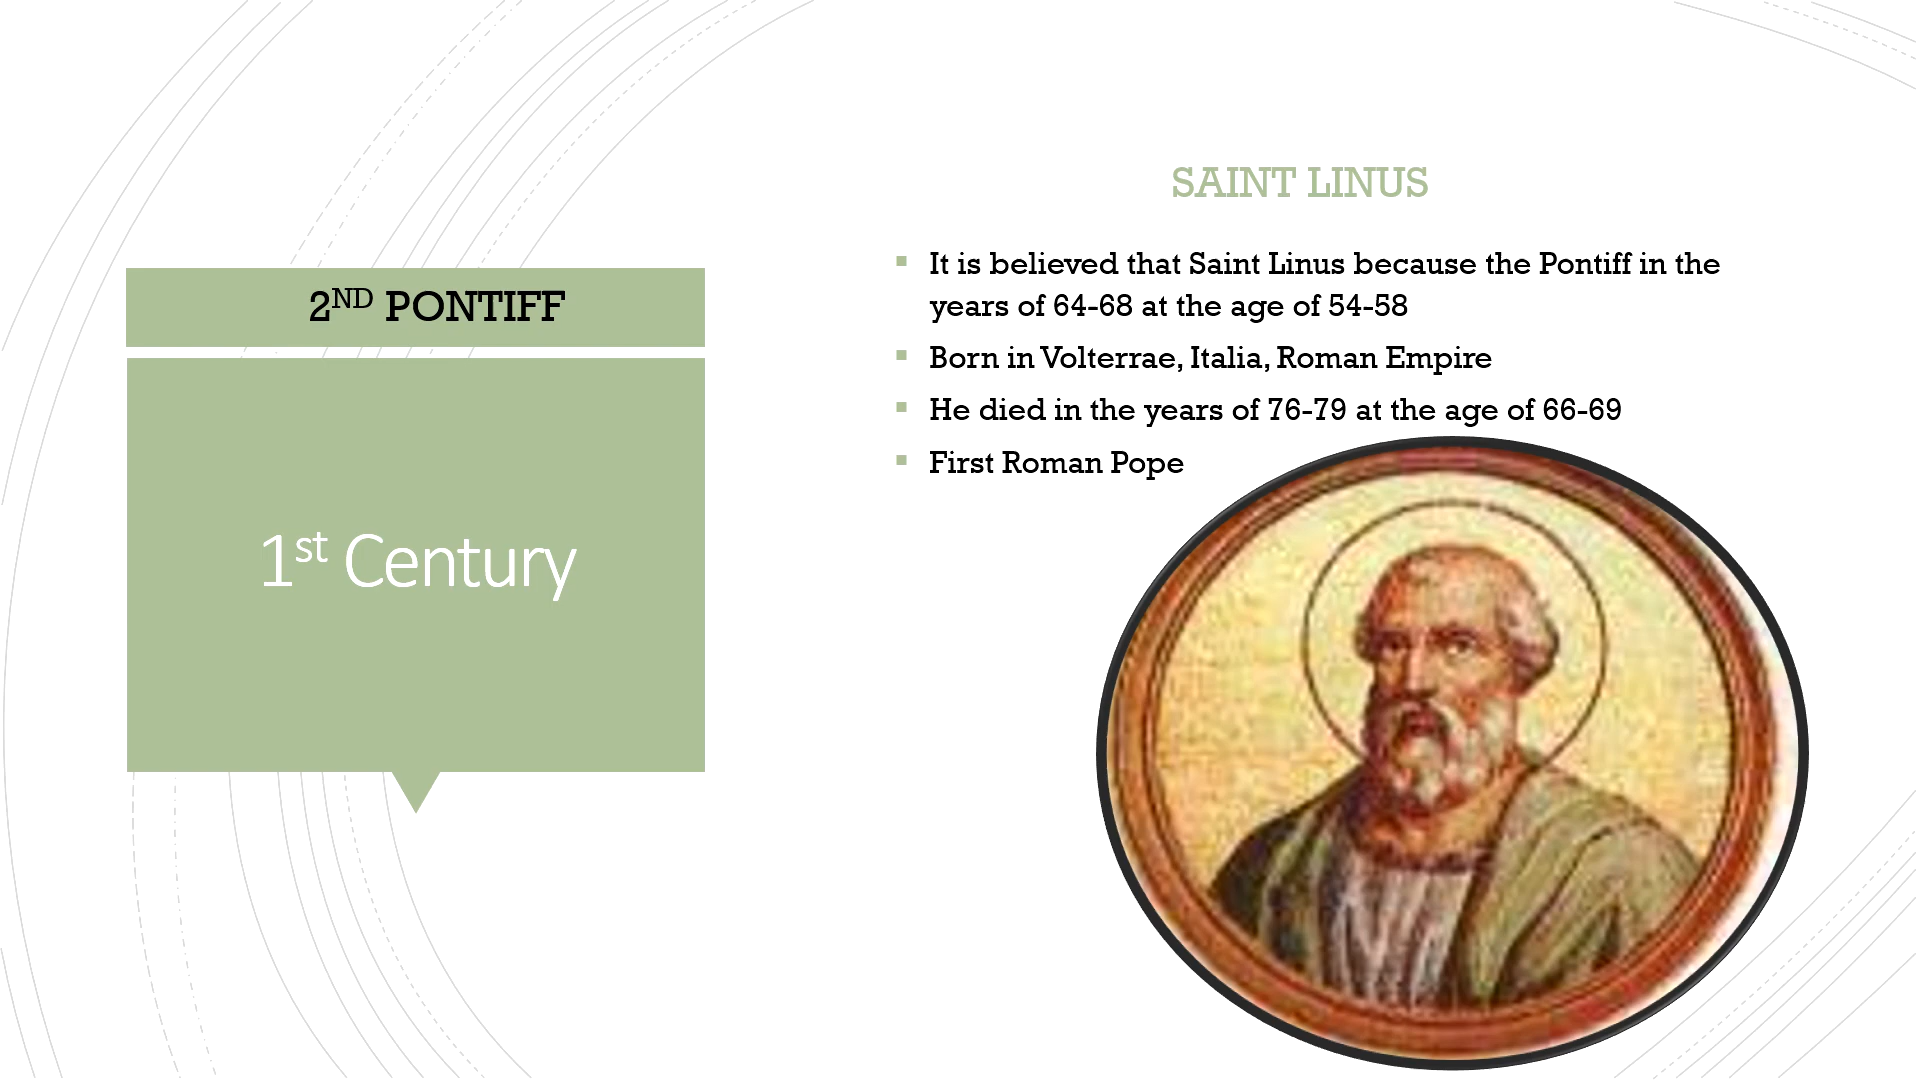 2ND PONTIFF
1st Century
SAINT LINUS
▪ It is believed that Saint Linus because the Pontiff in the
years of 64-68 at the age of 54-58
▪ Born in Volterrae, Italia, Roman Empire
▪ He died in the years of 76-79 at the age of 66-69
▪ First Roman Pope